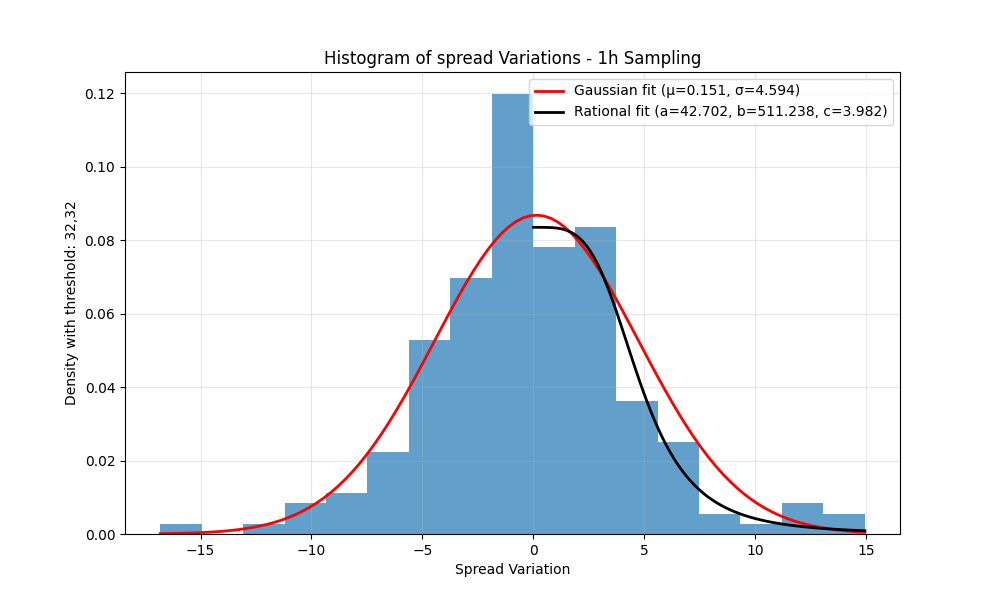 Histogram of spread Variations - 1h Sampling
Gaussian fit (μ=0.151, σ=4.594)
Rational fit (a=42.702, b=511.238, c=3.982)
Density with threshold: 32,32
0.12
0.10
0.08
0.06
0.04
0.02
0.00
−15
−10
−5
0
5
10
15
Spread Variation